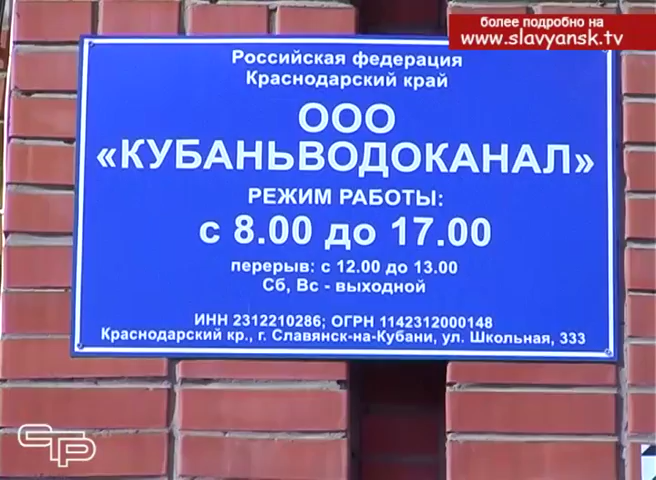 более подробно на
www.slavyansk.tv
Российская федерация
Краснодарский край
ООО
«КУБАНЬВОДОКАНАЛ»
РЕЖИМ РАБОТЫ:
с 8.00 до 17.00
перерыв: с 12.00 до 13.00
Сб, Вс - выходной
ИНН 2312210286; ОГРН 1142312000148
Краснодарский кр., г. Славянск-на-Кубани, ул. Школьная, 333
СТР